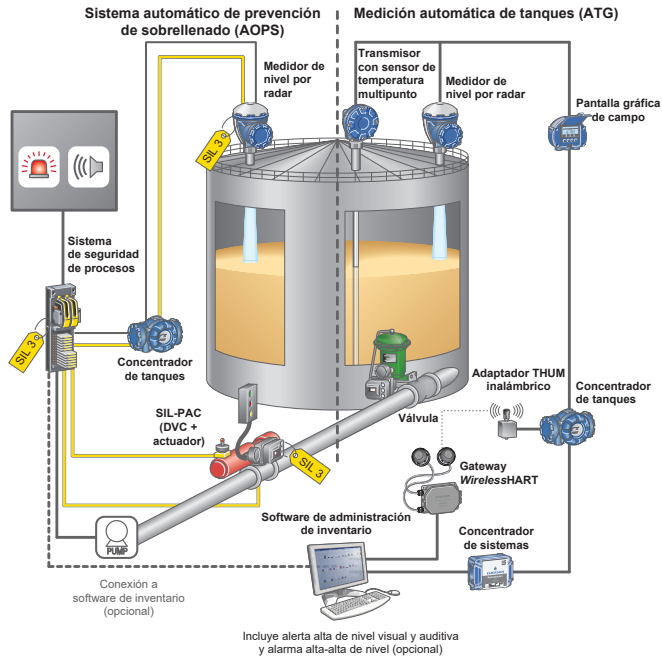 Sistema automático de prevención
de sobrellenado (AOPS)
Medición automática de tanques (ATG)
Transmisor
con sensor de
temperatura
multipunto
Medidor de
nivel por
radar
Medidor de
nivel por radar
Pantalla gráfica
de campo
SIL 3
Sistema
de seguridad
de procesos
SIL 3
Concentrador
de tanques
SIL-PAC
(DVC +
actuador)
SIL 3
Válvula
Adaptador THUM
inalámbrico
Concentrador
de tanques
Gateway
WirelessHART
PUMP
Software de administración
de inventario
Concentrador
de sistemas
Conexión a
software de inventario
(opcional)
Incluye alerta alta de nivel visual y auditiva
y alarma alta-alta de nivel (opcional)